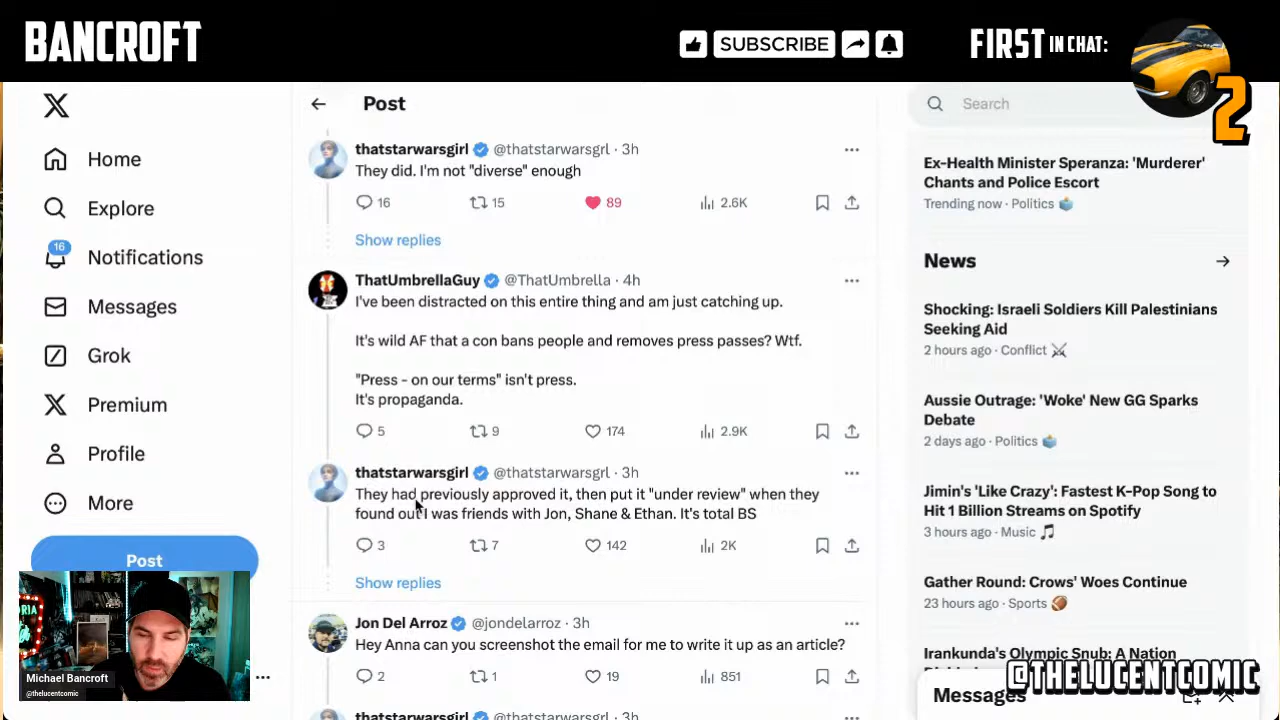 BANCROFT
SUBSCRIBE
FIRST IN CHAT:
2
Home
Explore
16
Notifications
Messages
Grok
Premium
Profile
More
Post
Michael Bancroft
@thelucentcomic
Post
thatstarwarsgirl @thatstarwarsgrl · 3h
They did. I'm not "diverse" enough
16 15 89 2.6K
Show replies
ThatUmbrellaGuy @ThatUmbrella · 4h
I've been distracted on this entire thing and am just catching up.
It's wild AF that a con bans people and removes press passes? Wtf.
"Press - on our terms" isn't press.
It's propaganda.
5 9 174 2.9K
thatstarwarsgirl @thatstarwarsgrl · 3h
They had previously approved it, then put it "under review" when they
found out I was friends with Jon, Shane & Ethan. It's total BS
3 7 142 2K
Show replies
Jon Del Arroz @jondelarroz · 3h
Hey Anna can you screenshot the email for me to write it up as an article?
2 1 19 851
thatstarwarsgirl @thatstarwarsgrl · 3h
Search
Ex-Health Minister Speranza: 'Murderer'
Chants and Police Escort
Trending now · Politics
News
Shocking: Israeli Soldiers Kill Palestinians
Seeking Aid
2 hours ago · Conflict
Aussie Outrage: 'Woke' New GG Sparks
Debate
2 days ago · Politics
Jimin's 'Like Crazy': Fastest K-Pop Song to
Hit 1 Billion Streams on Spotify
3 hours ago · Music
Gather Round: Crows' Woes Continue
23 hours ago · Sports
Irankunda's Olympic Snub: A Nation
Messages
@THELUCENTCOMIC